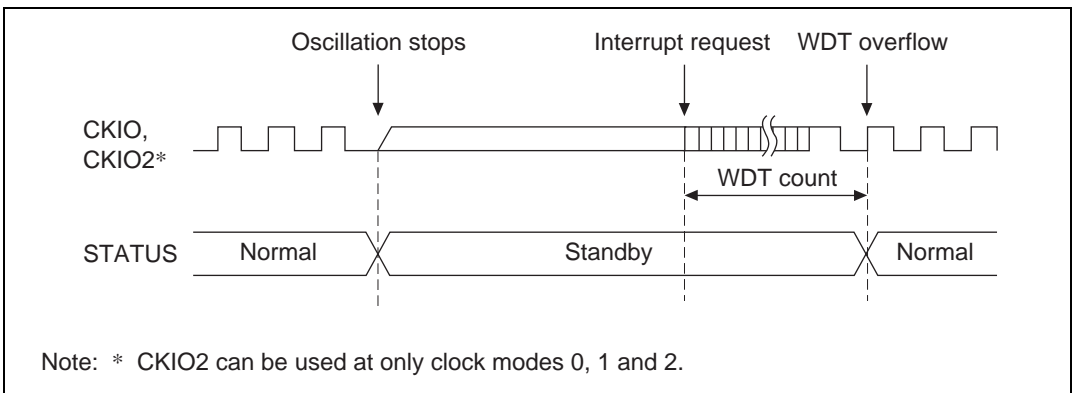 Oscillation stops Interrupt request WDT overflow
CKIO,
CKIO2*
WDT count
STATUS Normal Standby Normal
Note: * CKIO2 can be used at only clock modes 0, 1 and 2.